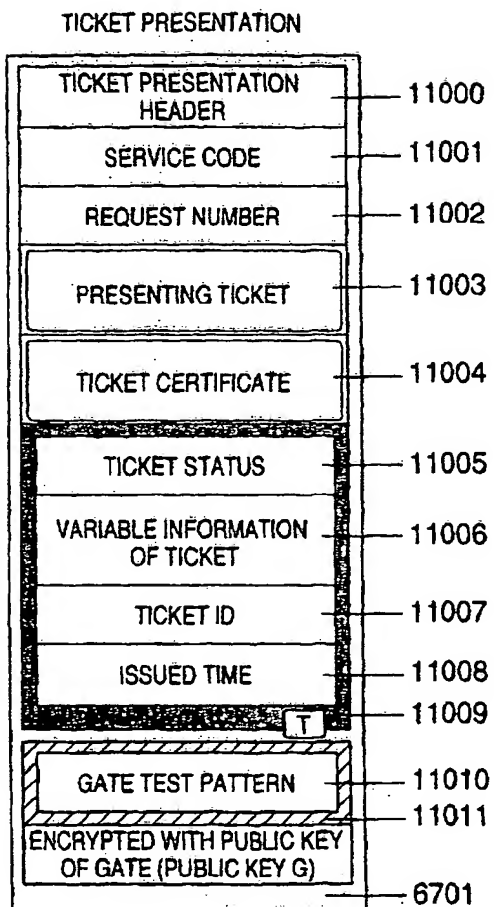 TICKET PRESENTATION
TICKET PRESENTATION
HEADER
11000
SERVICE CODE
11001
REQUEST NUMBER
11002
PRESENTING TICKET
11003
TICKET CERTIFICATE
11004
TICKET STATUS
11005
VARIABLE INFORMATION
OF TICKET
11006
TICKET ID
11007
ISSUED TIME
11008
T
11009
GATE TEST PATTERN
11010
11011
ENCRYPTED WITH PUBLIC KEY
OF GATE (PUBLIC KEY G)
6701